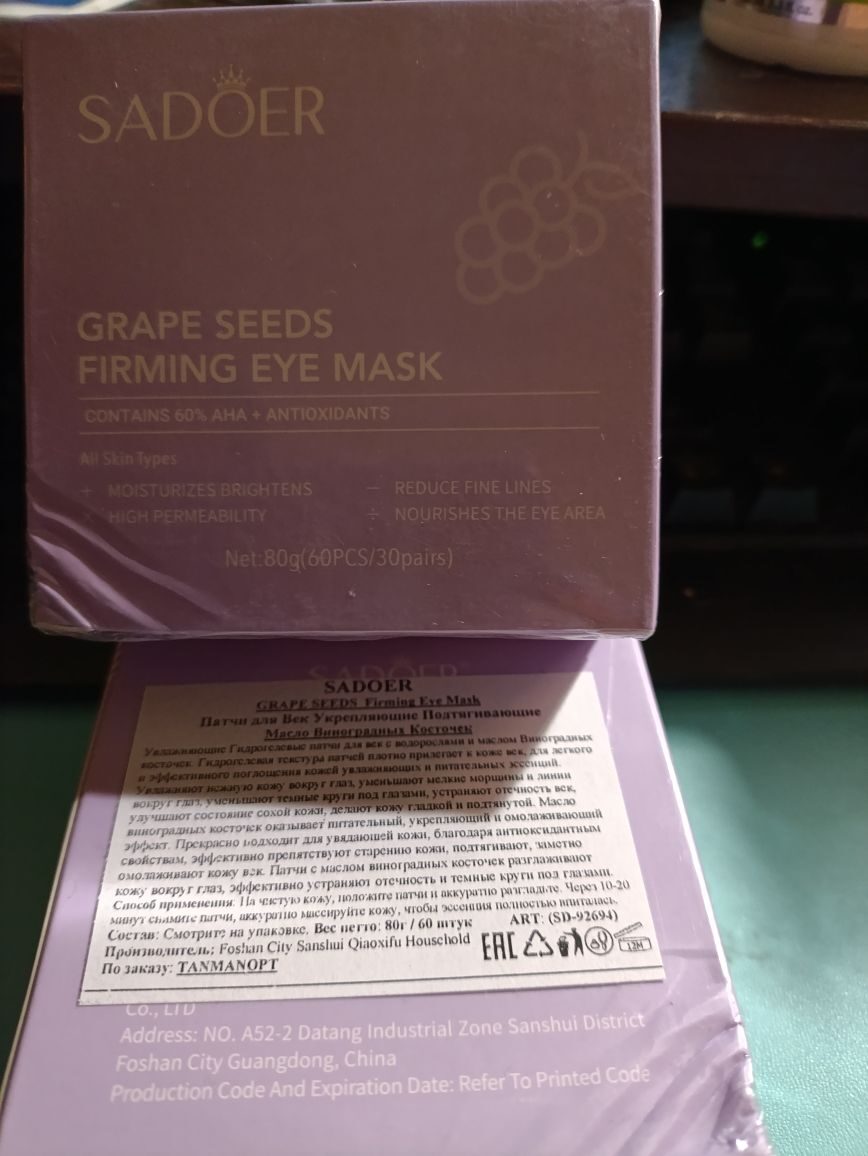 SADOER
GRAPE SEEDS
FIRMING EYE MASK
CONTAINS 60% AHA + ANTIOXIDANTS
All Skin Types
+ MOISTURIZES BRIGHTENS
− REDUCE FINE LINES
× HIGH PERMEABILITY
÷ NOURISHES THE EYE AREA
Net:80g(60PCS/30pairs)
SADOER
SADOER
GRAPE SEEDS Firming Eye Mask
Патчи для Век Укрепляющие Подтягивающие
Масло Виноградных Косточек
Увлажняющие Гидрогелевые патчи для век с водорослями и маслом Виноградных
косточек. Гидрогелевая текстура патчей плотно прилегает к коже век, для легкого
и эффективного поглощения кожей увлажняющих и питательных эссенций.
Увлажняют нежную кожу вокруг глаз, уменьшают мелкие морщины и линии
вокруг глаз, уменьшают темные круги под глазами, устраняют отечность век,
улучшают состояние сохой кожи, делают кожу гладкой и подтянутой. Масло
виноградных косточек оказывает питательный, укрепляющий и омолаживающий
эффект. Прекрасно подходит для увядающей кожи, благодаря антиоксидантным
свойствам, эффективно препятствуют старению кожи, подтягивают, заметно
омолаживают кожу век. Патчи с маслом виноградных косточек разглаживают
кожу вокруг глаз, эффективно устраняют отечность и темные круги под глазами.
Способ применения: На чистую кожу, положите патчи и аккуратно разгладьте. Через 10-20
минут снимите патчи, аккуратно массируйте кожу, чтобы эссенция полностью впиталась.
Состав: Смотрите на упаковке. Вес нетто: 80г / 60 штук
ART: (SD-92694)
Производитель: Foshan City Sanshui Qiaoxifu Household
EAC
12M
По заказу: TANMANOPT
Co., LTD
Address: NO. A52-2 Datang Industrial Zone Sanshui District
Foshan City Guangdong, China
Production Code And Expiration Date: Refer To Printed Code